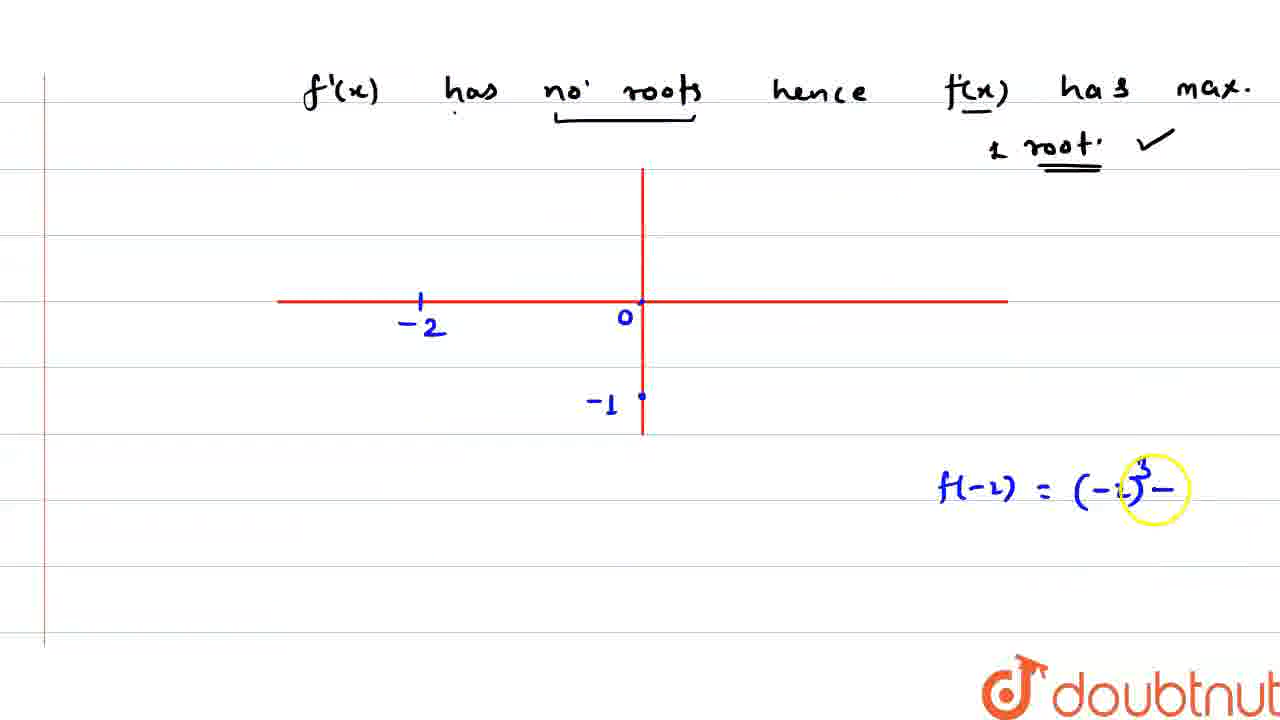 f'(x) has no roots hence f(x) has max.
1 root. ✓
-2
0
-1
f(-2) = (-2)³ -
doubtnut